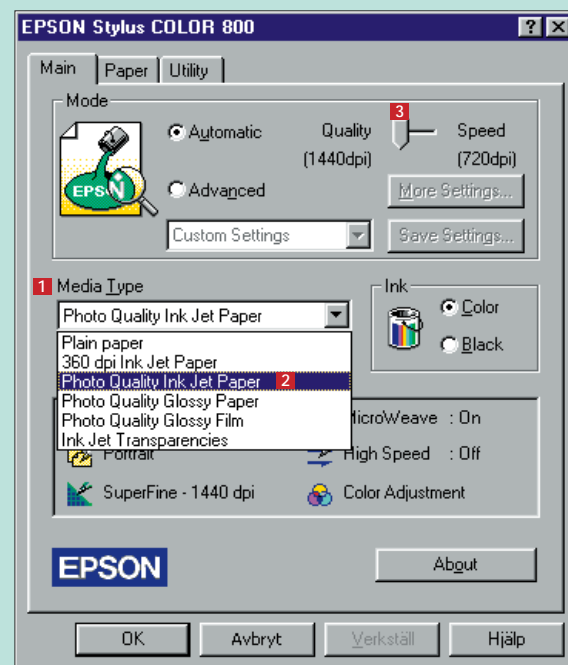 EPSON Stylus COLOR 800
Main Paper Utility
Mode
EPSON
Automatic
Advanced
Custom Settings
Quality
(1440dpi)
3
Speed
(720dpi)
More Settings...
Save Settings...
1 Media Type
Photo Quality Ink Jet Paper
Plain paper
360 dpi Ink Jet Paper
Photo Quality Ink Jet Paper 2
Photo Quality Glossy Paper
Photo Quality Glossy Film
Ink Jet Transparencies
Ink
Color
Black
Portrait
SuperFine - 1440 dpi
MicroWeave : On
High Speed : Off
Color Adjustment
EPSON
About
OK Avbryt Verkställ Hjälp